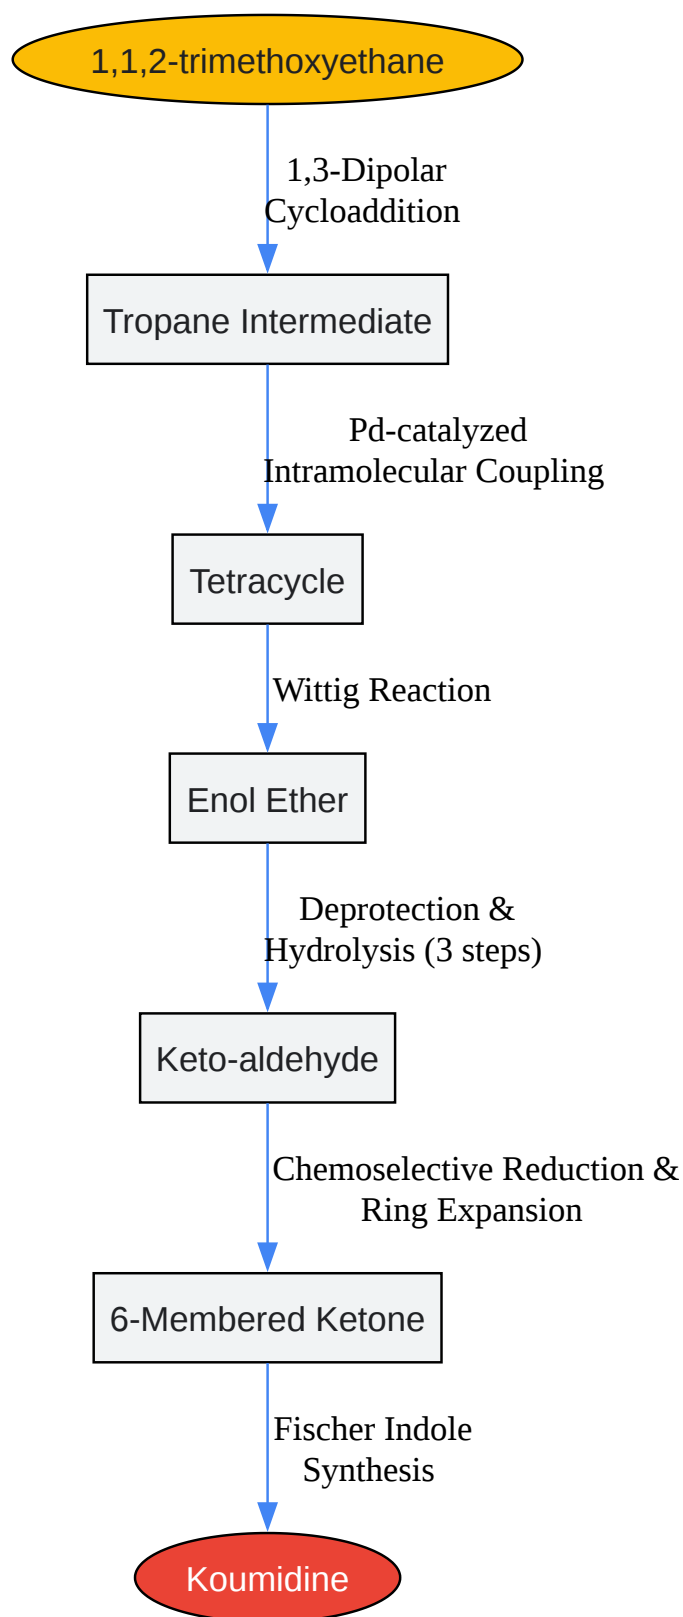 1,1,2-trimethoxyethane
1,3-Dipolar
Cycloaddition
Tropane Intermediate
Pd-catalyzed
Intramolecular Coupling
Tetracycle
Wittig Reaction
Enol Ether
Deprotection &
Hydrolysis (3 steps)
Keto-aldehyde
Chemoselective Reduction &
Ring Expansion
6-Membered Ketone
Fischer Indole
Synthesis
Koumidine